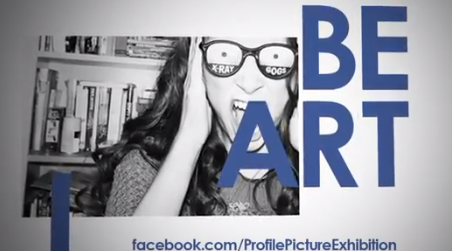 BE
ART
X-RAY GOGS
facebook.com/ProfilePictureExhibition